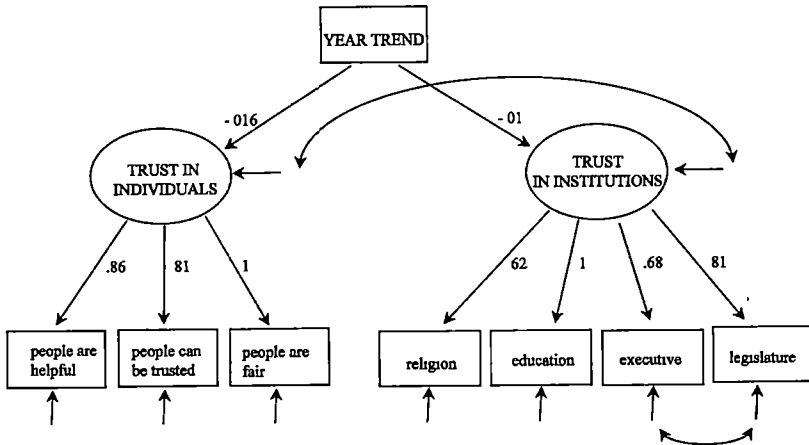 YEAR TREND
- 016
- 01
TRUST IN
INDIVIDUALS
TRUST
IN INSTITUTIONS
.86
81
1
62
1
.68
81
people are
helpful
people can
be trusted
people are
fair
religion
education
executive
legislature